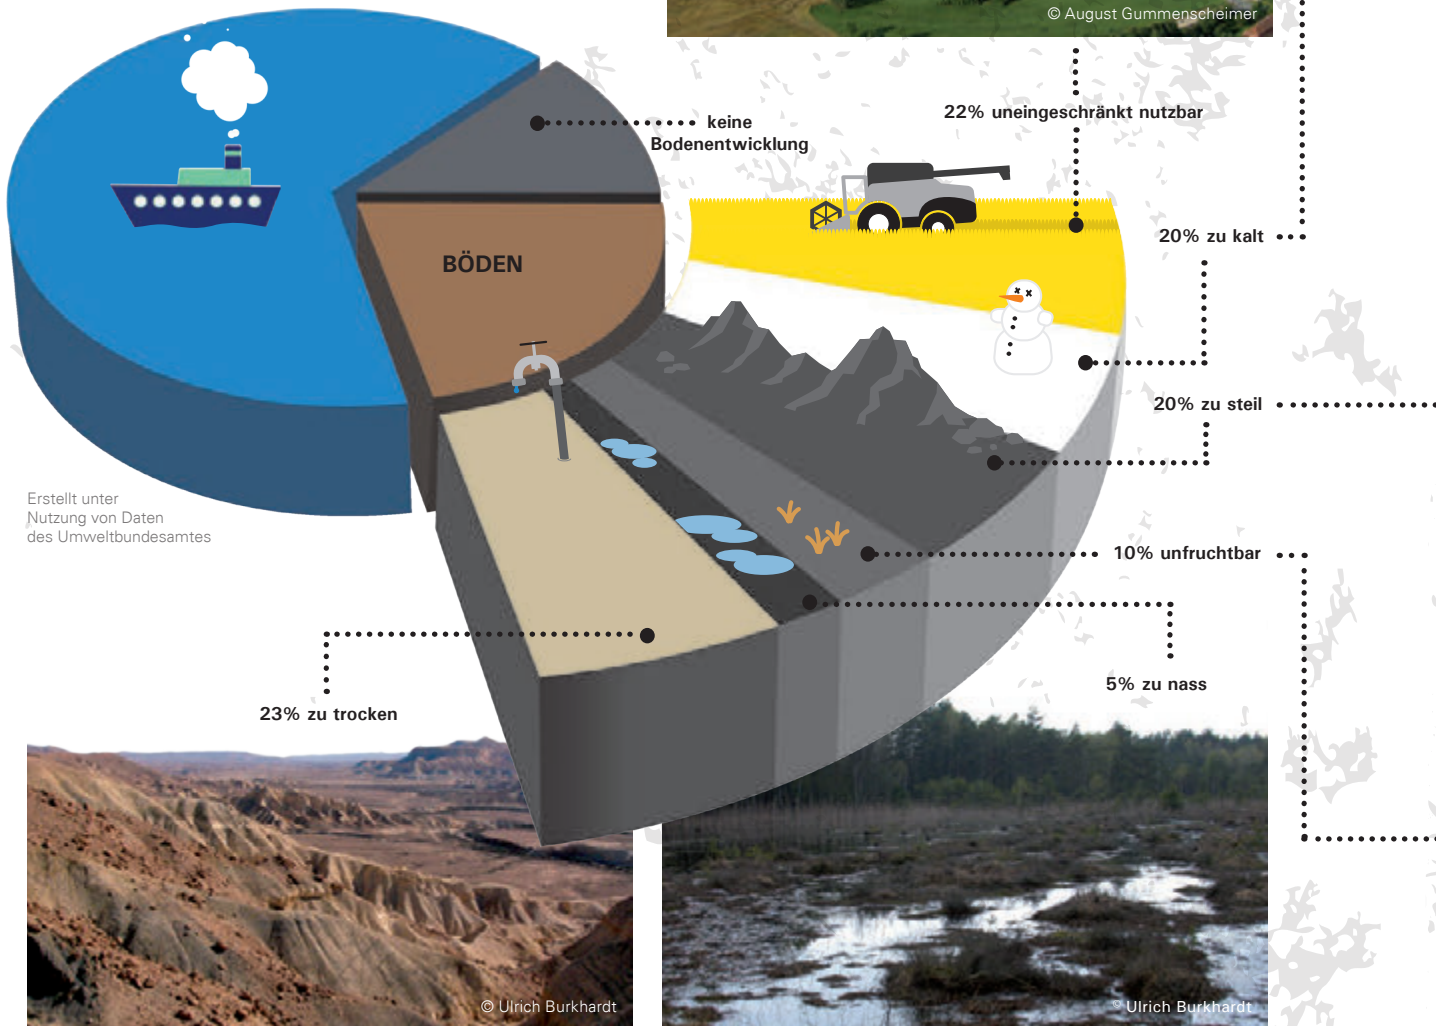 © August Gummenscheimer
22% uneingeschränkt nutzbar
keine
Bodenentwicklung
20% zu kalt
BÖDEN
20% zu steil
Erstellt unter
Nutzung von Daten
des Umweltbundesamtes
10% unfruchtbar
5% zu nass
23% zu trocken
© Ulrich Burkhardt
© Ulrich Burkhardt